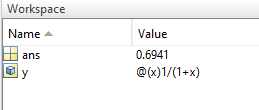 Workspace
Name Value
ans 0.6941
y @(x)1/(1+x)